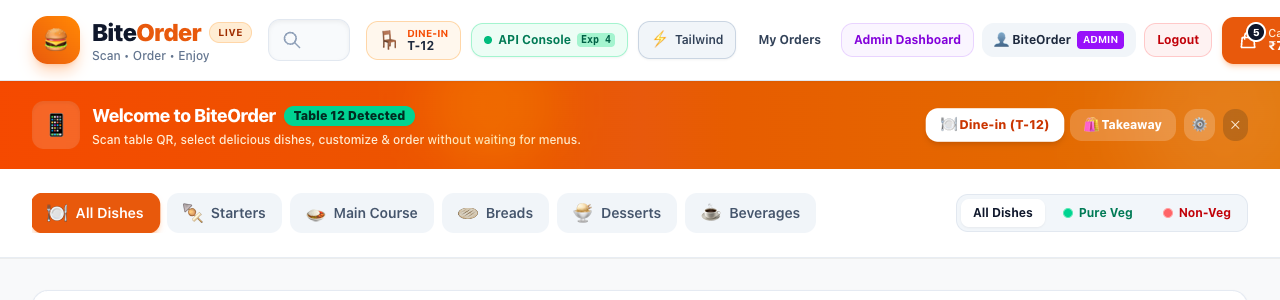 BiteOrder LIVE
Scan • Order • Enjoy
DINE-IN
T-12
API Console Exp 4
Tailwind
My Orders
Admin Dashboard
BiteOrder ADMIN
Logout
5
Welcome to BiteOrder Table 12 Detected
Scan table QR, select delicious dishes, customize & order without waiting for menus.
Dine-in (T-12)
Takeaway
All Dishes
Starters
Main Course
Breads
Desserts
Beverages
All Dishes
Pure Veg
Non-Veg